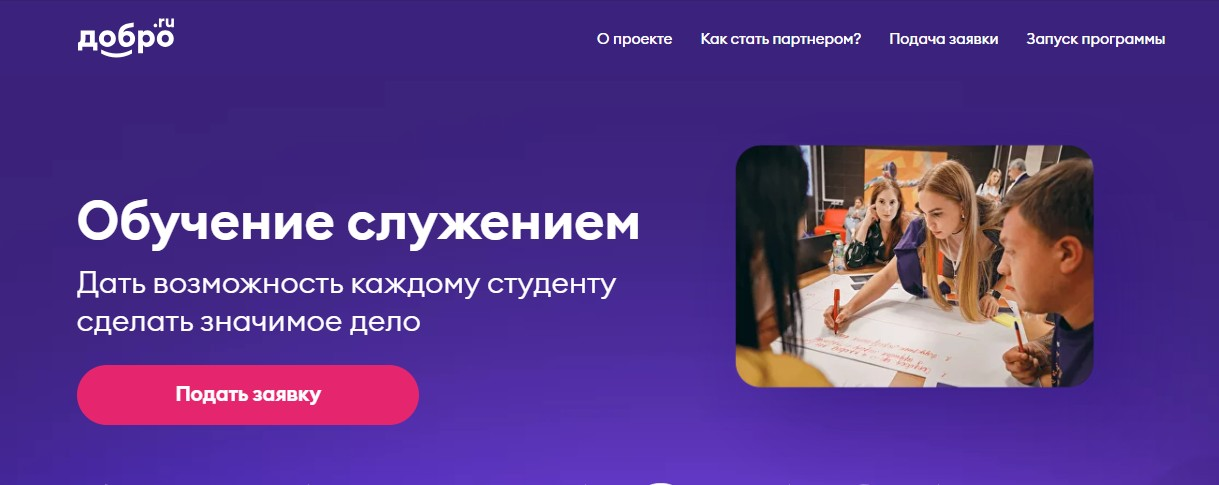 добро.ru
О проекте Как стать партнером? Подача заявки Запуск программы
Обучение служением
Дать возможность каждому студенту
сделать значимое дело
Подать заявку